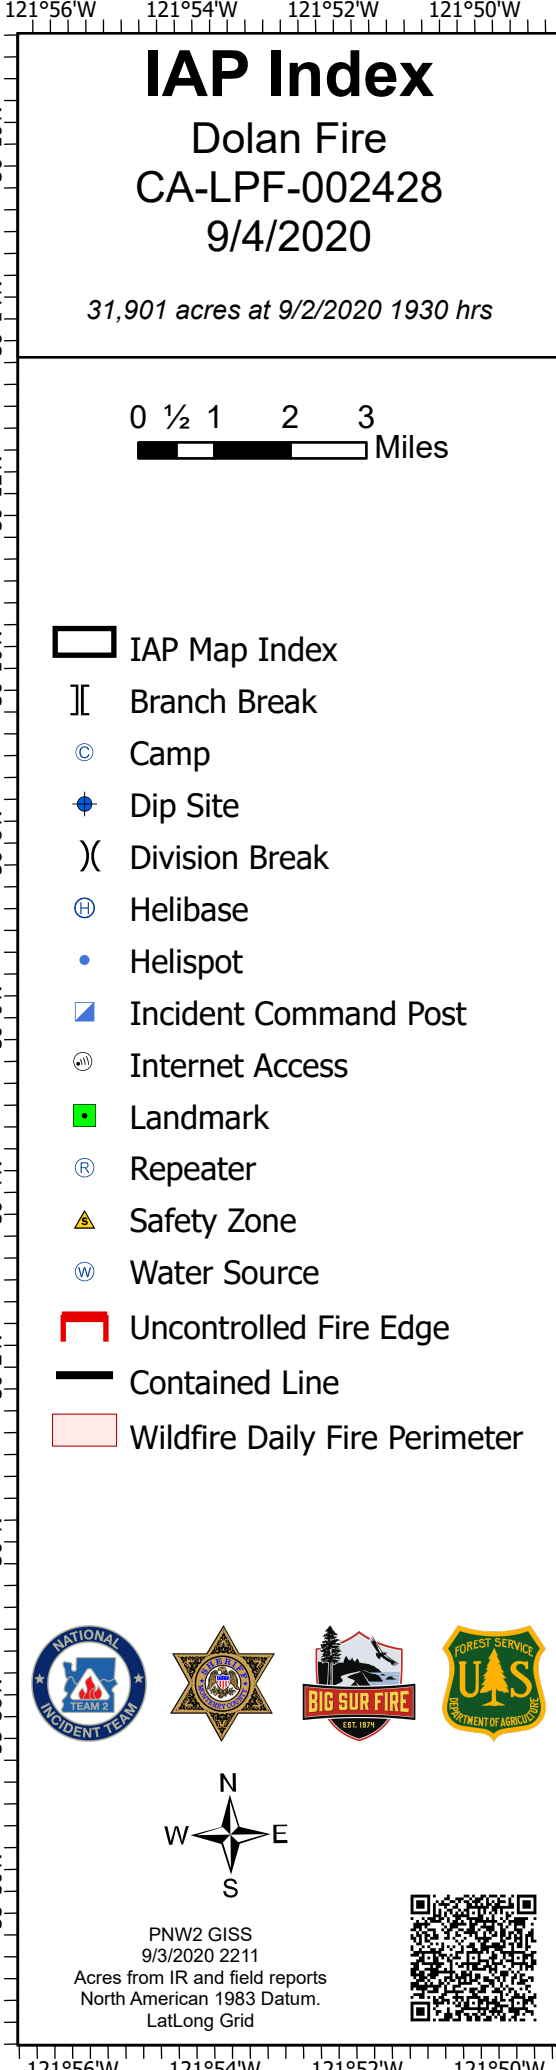 121°56'W 121°54'W 121°52'W 121°50'W
IAP Index
Dolan Fire
CA-LPF-002428
9/4/2020
31,901 acres at 9/2/2020 1930 hrs
0 ½ 1 2 3
Miles
IAP Map Index
Branch Break
C Camp
Dip Site
Division Break
H Helibase
Helispot
Incident Command Post
Internet Access
Landmark
R Repeater
S Safety Zone
W Water Source
Uncontrolled Fire Edge
Contained Line
Wildfire Daily Fire Perimeter
NATIONAL
TEAM 2
INCIDENT TEAM
SHERIFF
MONTEREY COUNTY
BIG SUR FIRE
EST. 1974
FOREST SERVICE
U S
DEPARTMENT OF AGRICULTURE
N
W E
S
PNW2 GISS
9/3/2020 2211
Acres from IR and field reports
North American 1983 Datum.
LatLong Grid
121°56'W 121°54'W 121°52'W 121°50'W